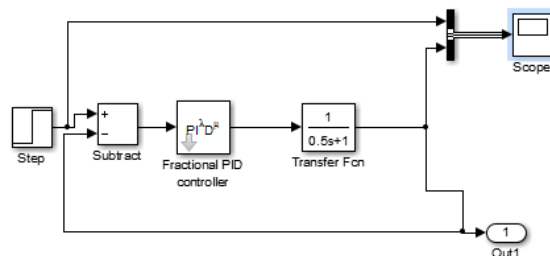 Scope
Step
+
−
Subtract
PI^λD^μ
Fractional PID
controller
1
0.5s+1
Transfer Fcn
1
Out1